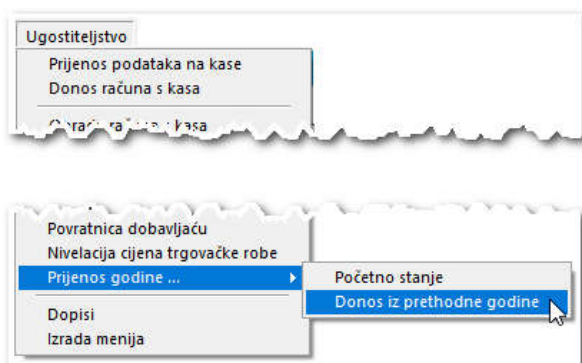 Ugostiteljstvo
Prijenos podataka na kase
Donos računa s kasa
kasa
Povratnica dobavljaču
Nivelacija cijena trgovačke robe
Prijenos godine ...
Početno stanje
Donos iz prethodne godine
Dopisi
Izrada menija